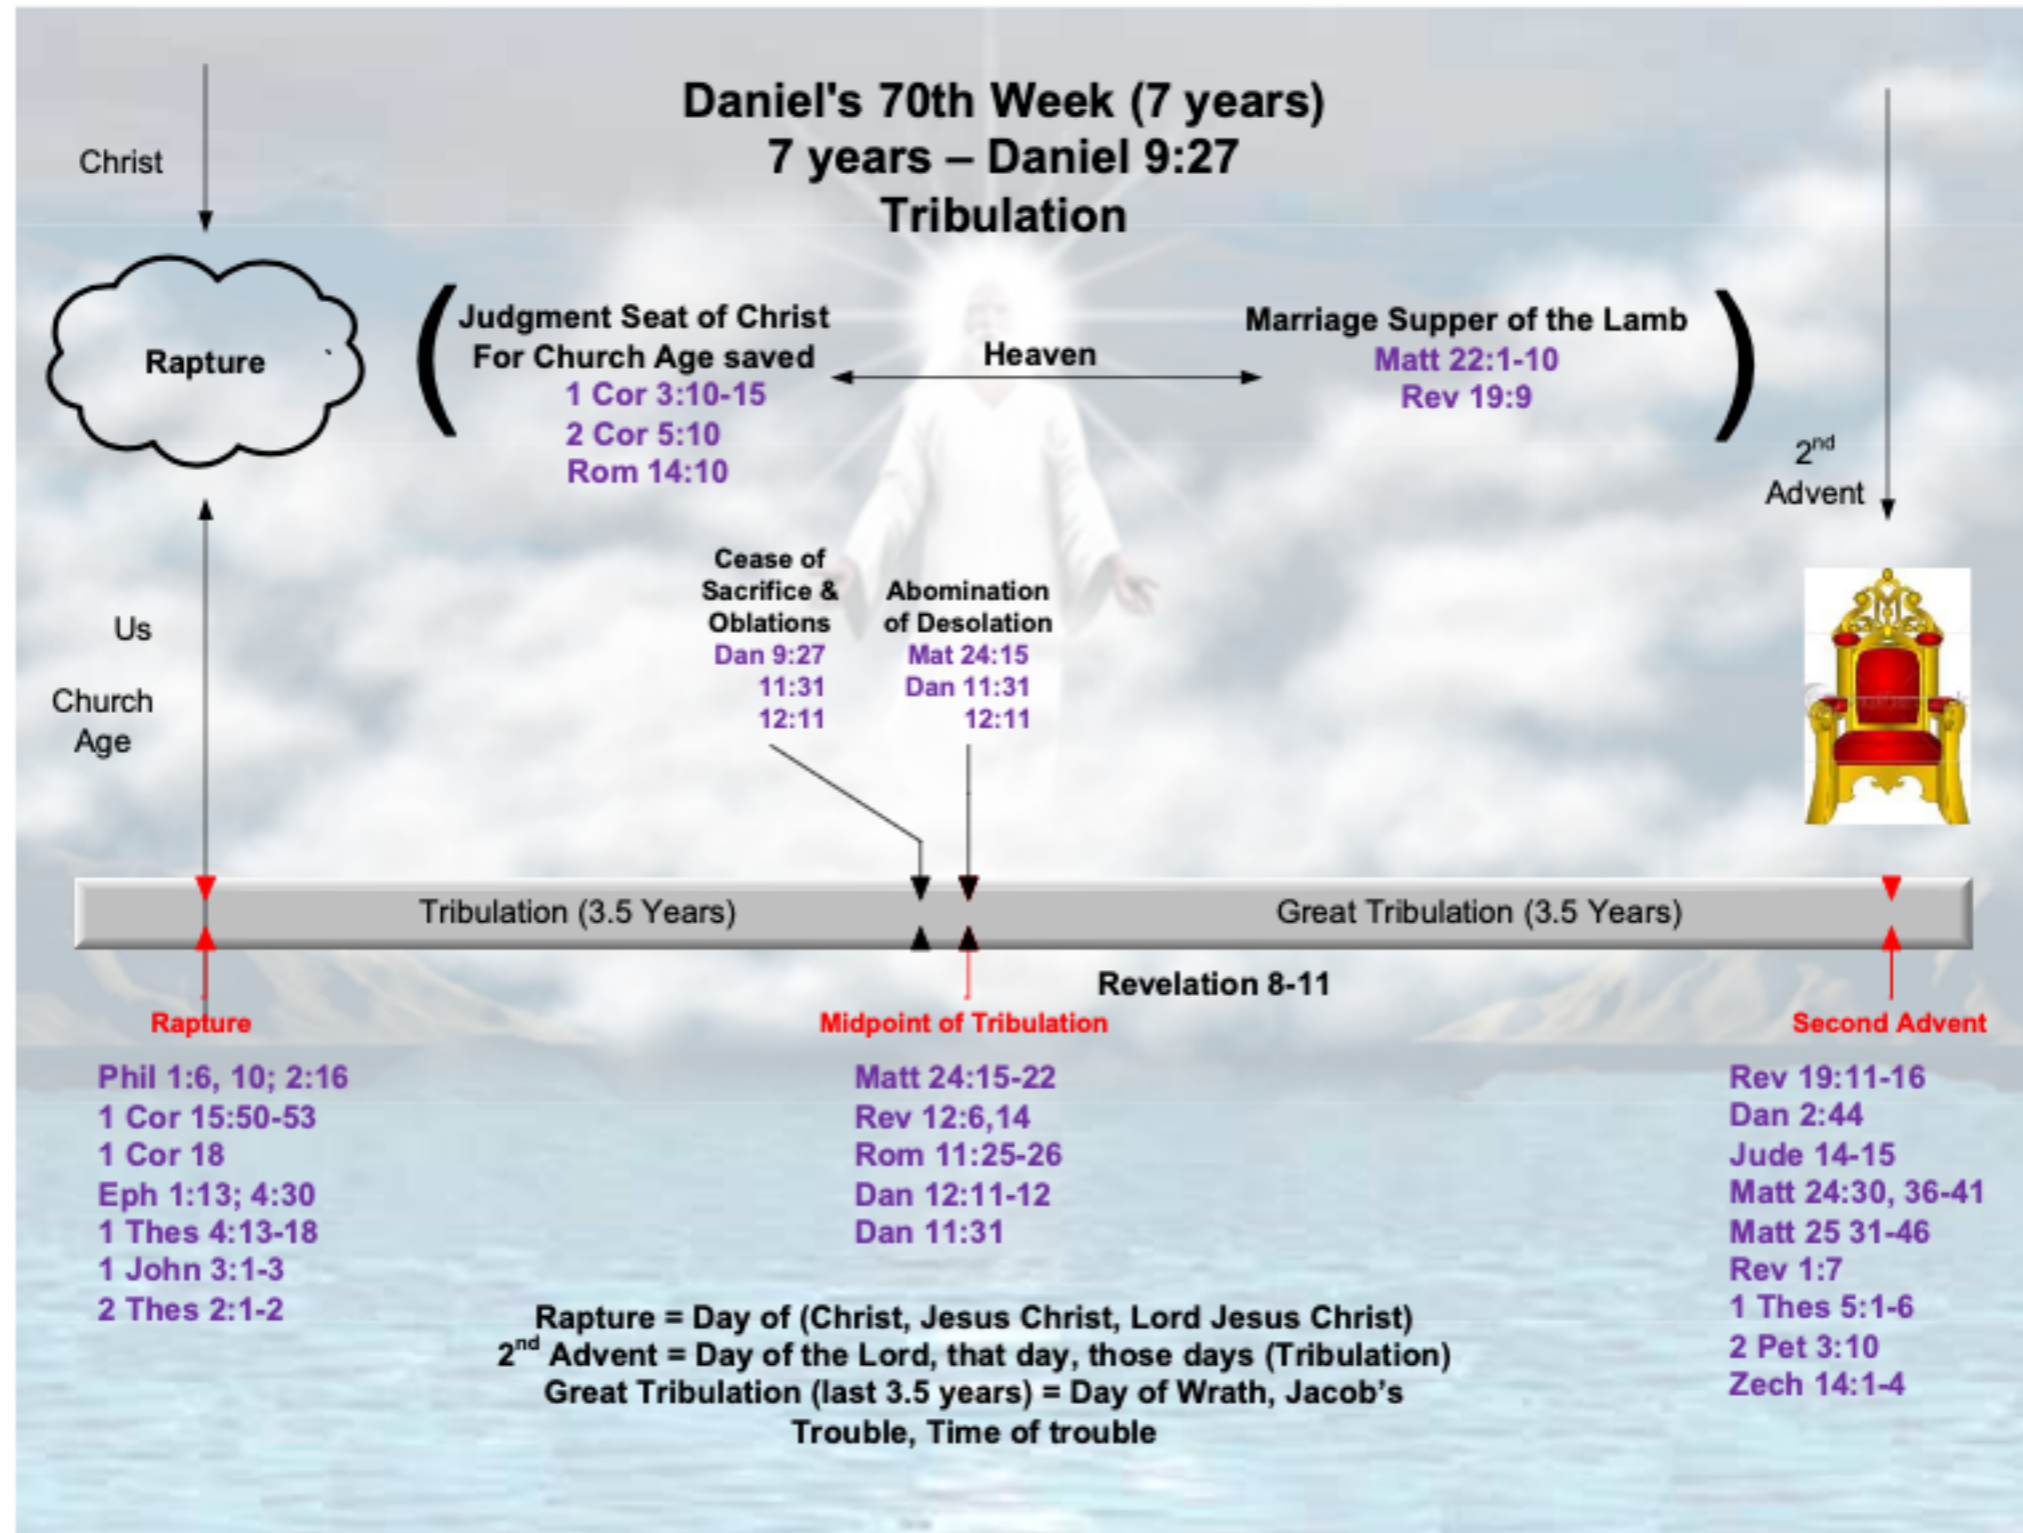 Daniel's 70th Week (7 years)
7 years – Daniel 9:27
Tribulation
Christ
Rapture
Judgment Seat of Christ
For Church Age saved
1 Cor 3:10-15
2 Cor 5:10
Rom 14:10
Heaven
Marriage Supper of the Lamb
Matt 22:1-10
Rev 19:9
2nd
Advent
Us
Church
Age
Cease of
Sacrifice &
Oblations
Dan 9:27
11:31
12:11
Abomination
of Desolation
Mat 24:15
Dan 11:31
12:11
Tribulation (3.5 Years)
Great Tribulation (3.5 Years)
Revelation 8-11
Rapture
Phil 1:6, 10; 2:16
1 Cor 15:50-53
1 Cor 18
Eph 1:13; 4:30
1 Thes 4:13-18
1 John 3:1-3
2 Thes 2:1-2
Midpoint of Tribulation
Matt 24:15-22
Rev 12:6,14
Rom 11:25-26
Dan 12:11-12
Dan 11:31
Second Advent
Rev 19:11-16
Dan 2:44
Jude 14-15
Matt 24:30, 36-41
Matt 25 31-46
Rev 1:7
1 Thes 5:1-6
2 Pet 3:10
Zech 14:1-4
Rapture = Day of (Christ, Jesus Christ, Lord Jesus Christ)
2nd Advent = Day of the Lord, that day, those days (Tribulation)
Great Tribulation (last 3.5 years) = Day of Wrath, Jacob's
Trouble, Time of trouble